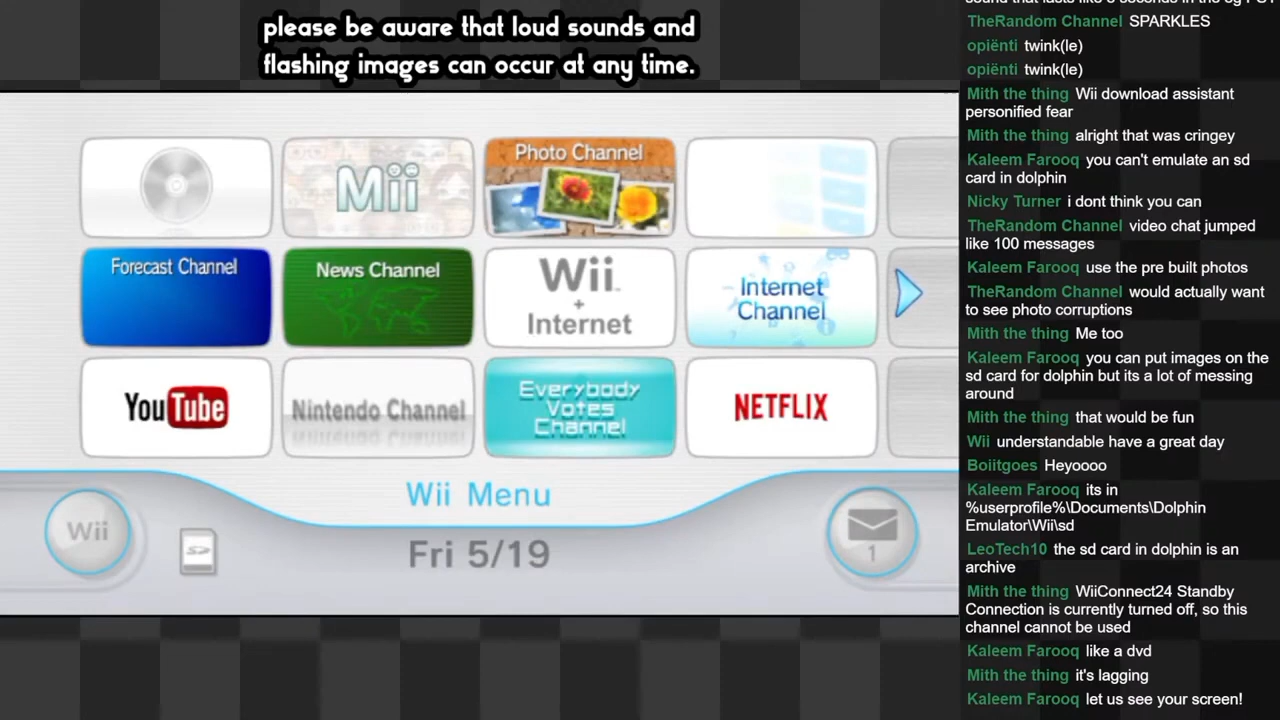 please be aware that loud sounds and
flashing images can occur at any time.
Mii
Photo Channel
Forecast Channel
News Channel
Wii
+
Internet
Internet
Channel
YouTube
Nintendo Channel
Everybody
Votes
Channel
NETFLIX
Wii Menu
Wii
SD
Fri 5/19
1
TheRandom Channel SPARKLES
opiënti twink(le)
opiënti twink(le)
Mith the thing Wii download assistant
personified fear
Mith the thing alright that was cringey
Kaleem Farooq you can't emulate an sd
card in dolphin
Nicky Turner i dont think you can
TheRandom Channel video chat jumped
like 100 messages
Kaleem Farooq use the pre built photos
TheRandom Channel would actually want
to see photo corruptions
Mith the thing Me too
Kaleem Farooq you can put images on the
sd card for dolphin but its a lot of messing
around
Mith the thing that would be fun
Wii understandable have a great day
Boiitgoes Heyoooo
Kaleem Farooq its in
%userprofile%\Documents\Dolphin
Emulator\Wii\sd
LeoTech10 the sd card in dolphin is an
archive
Mith the thing WiiConnect24 Standby
Connection is currently turned off, so this
channel cannot be used
Kaleem Farooq like a dvd
Mith the thing it's lagging
Kaleem Farooq let us see your screen!